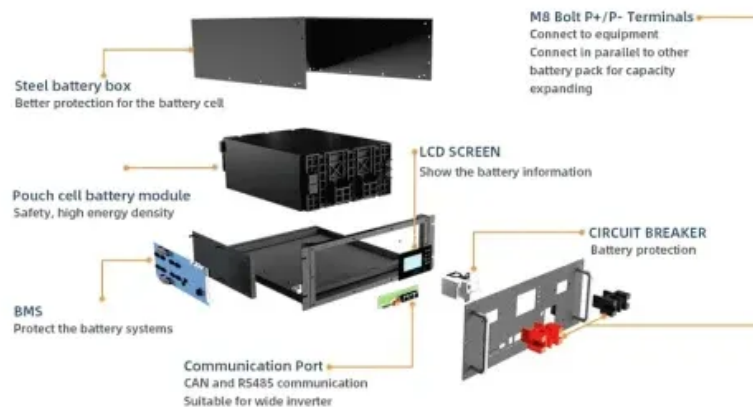 M8 Bolt P+/P- Terminals
Connect to equipment
Connect in parallel to other
battery pack for capacity
expanding
Steel battery box
Better protection for the battery cell
LCD SCREEN
Show the battery information
Pouch cell battery module
Safety, high energy density
CIRCUIT BREAKER
Battery protection
BMS
Protect the battery systems
Communication Port
CAN and RS485 communication
Suitable for wide inverter